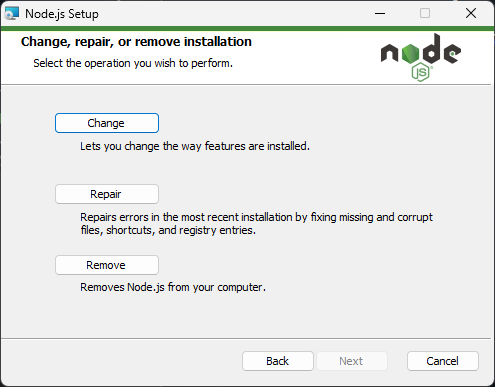 Node.js Setup
Change, repair, or remove installation
Select the operation you wish to perform.
node
JS
Change
Lets you change the way features are installed.
Repair
Repairs errors in the most recent installation by fixing missing and corrupt
files, shortcuts, and registry entries.
Remove
Removes Node.js from your computer.
Back
Next
Cancel